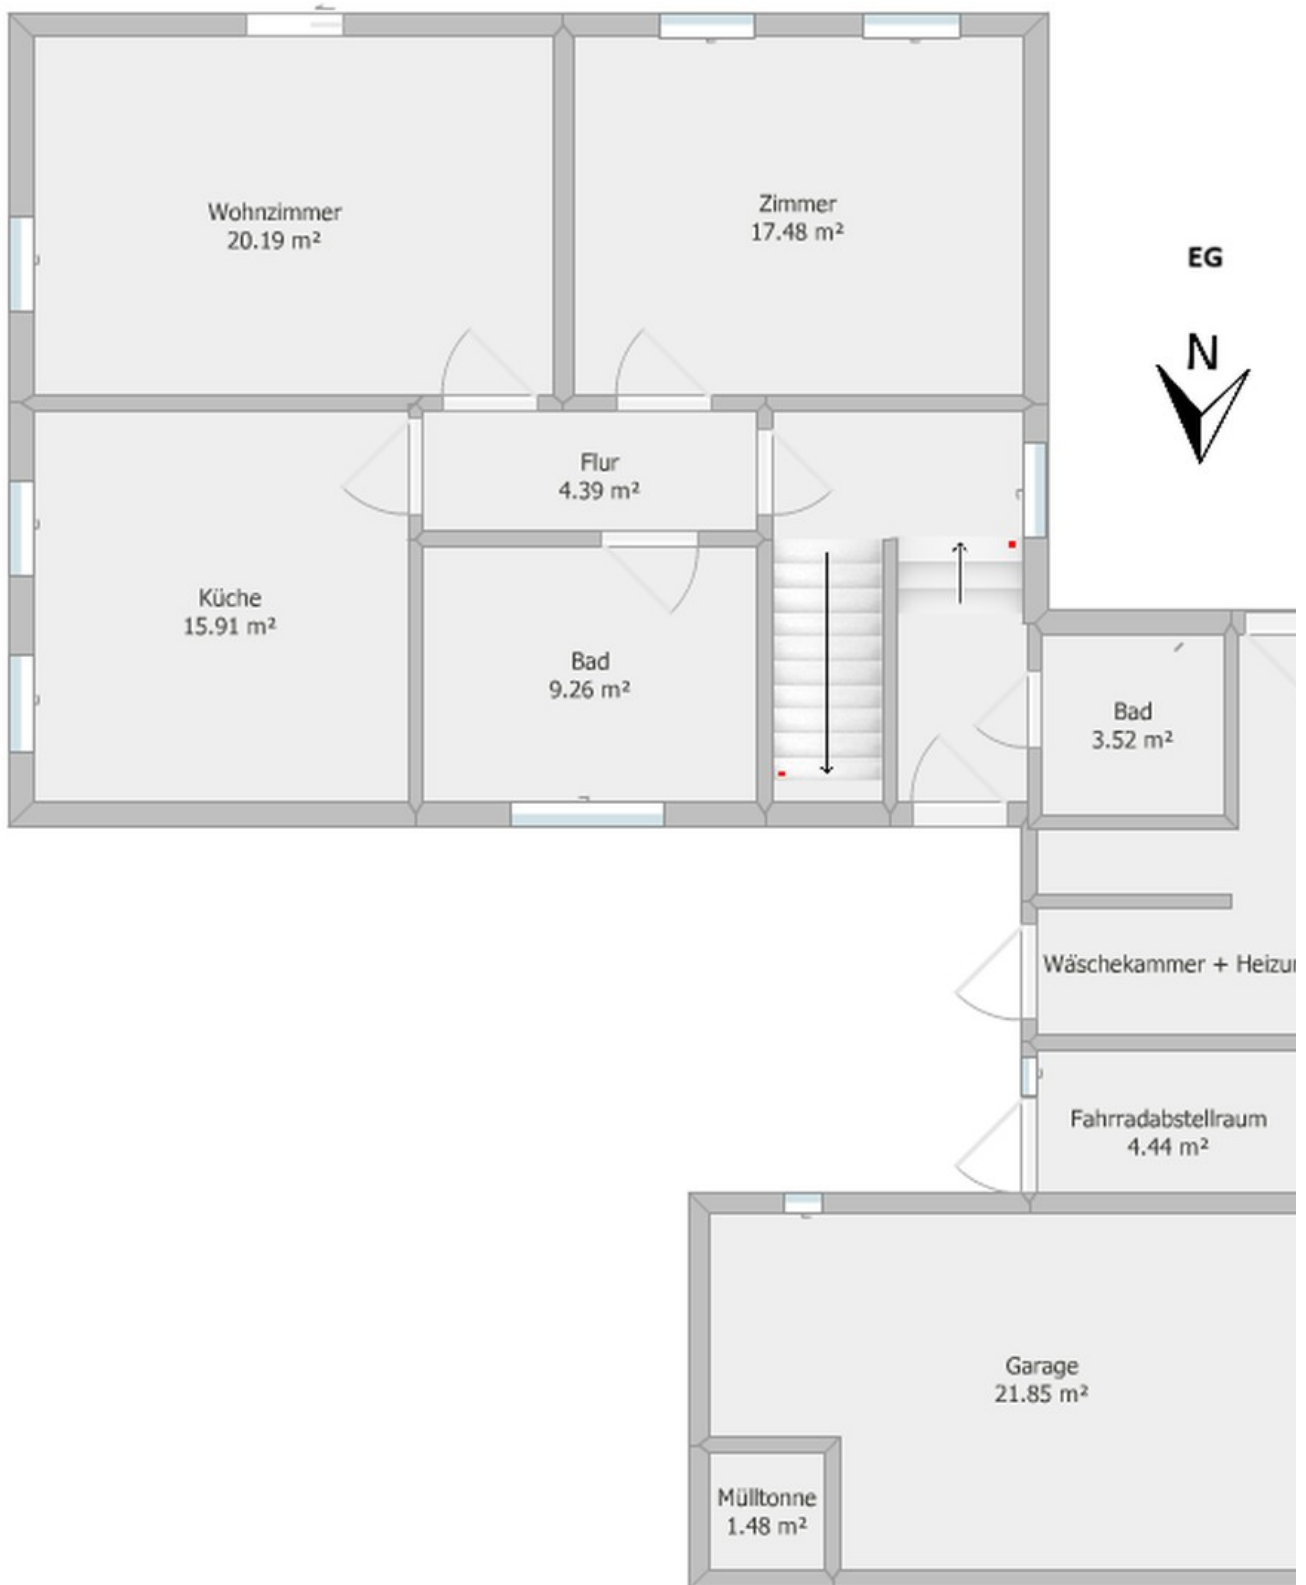 Wohnzimmer
20.19 m²
Zimmer
17.48 m²
EG
N
Flur
4.39 m²
Küche
15.91 m²
Bad
9.26 m²
Bad
3.52 m²
Wäschekammer +
Fahrradabstellraum
4.44 m²
Garage
21.85 m²
Mülltonne
1.48 m²